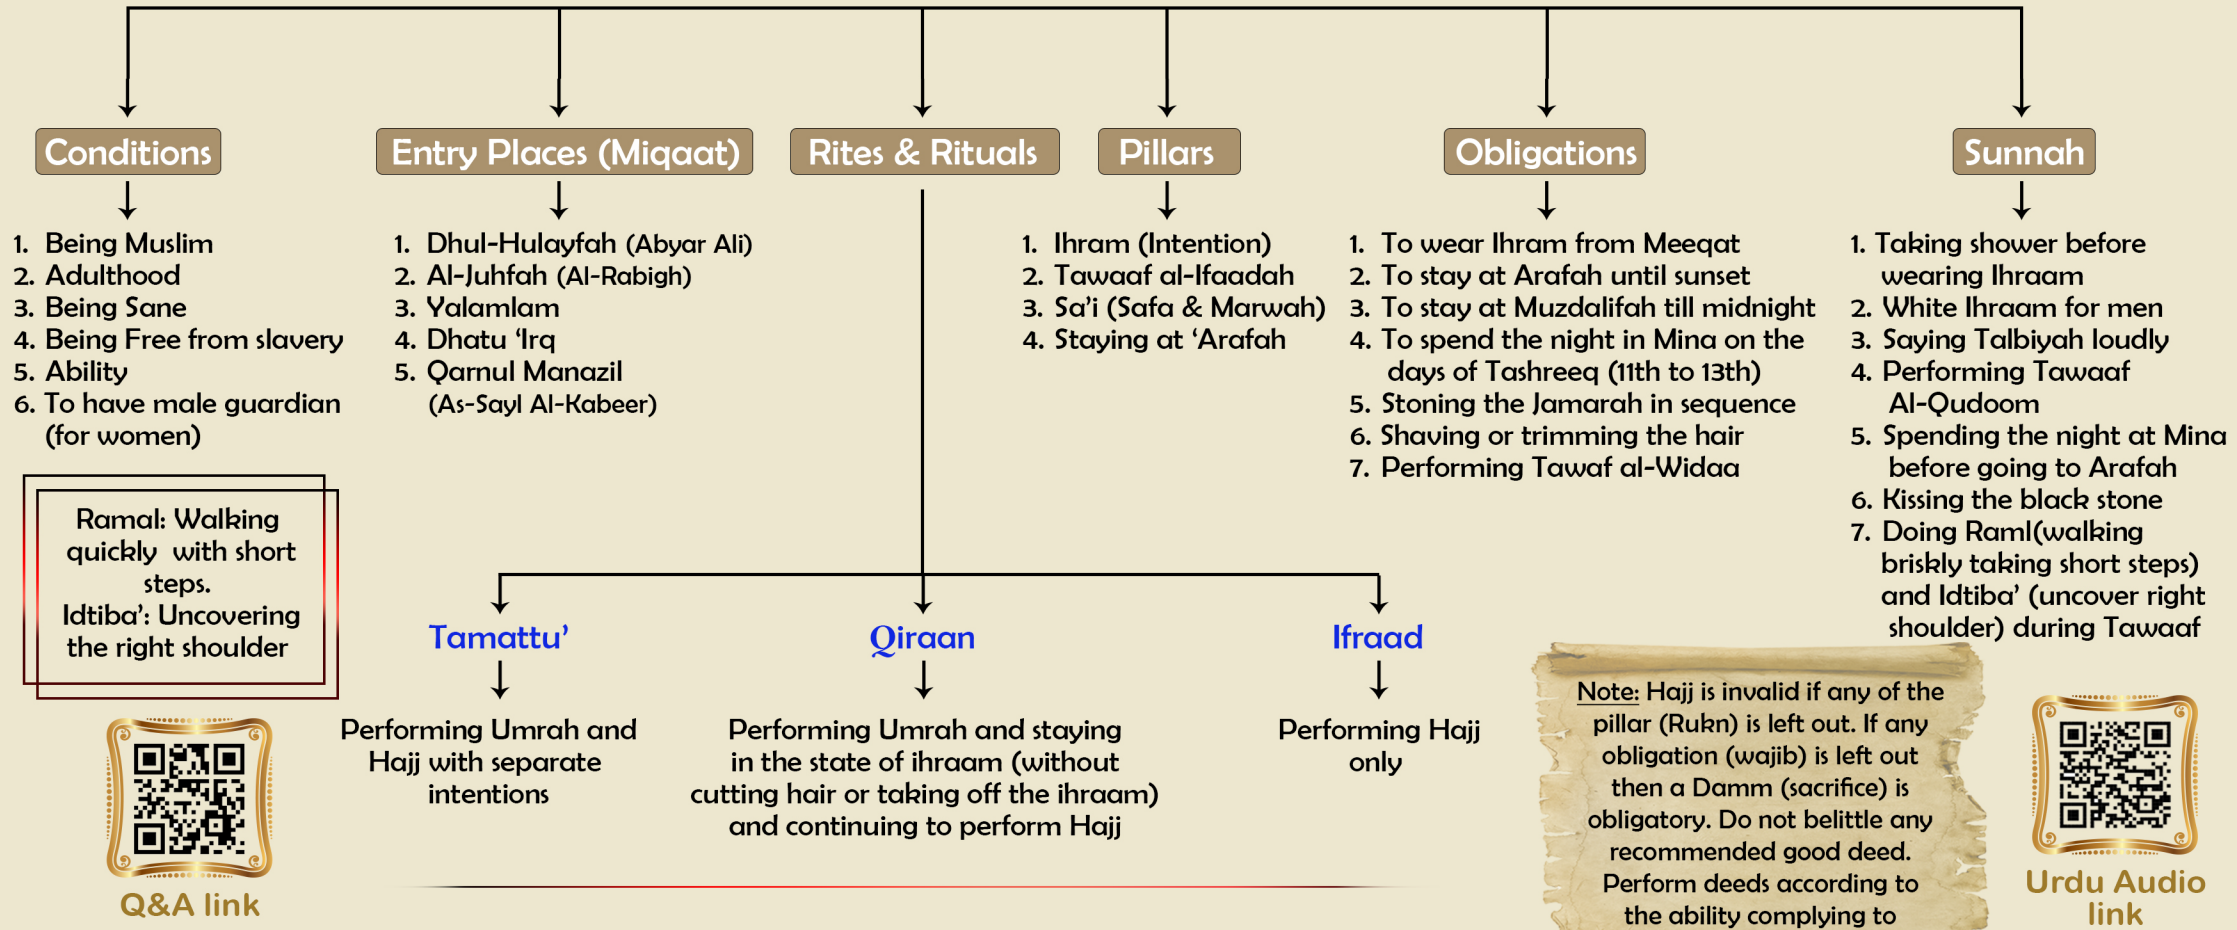 Conditions
1. Being Muslim
2. Adulthood
3. Being Sane
4. Being Free from slavery
5. Ability
6. To have male guardian
(for women)
Ramal: Walking
quickly with short
steps.
Idtiba’: Uncovering
the right shoulder
Q&A link
Entry Places (Miqaat)
1. Dhul-Hulayfah (Abyar Ali)
2. Al-Juhfah (Al-Rabigh)
3. Yalamlam
4. Dhatu ‘Irq
5. Qarnul Manazil
(As-Sayl Al-Kabeer)
Rites & Rituals
Tamattu’
Performing Umrah and
Hajj with separate
intentions
Qiraan
Performing Umrah and staying
in the state of ihraam (without
cutting hair or taking off the ihraam)
and continuing to perform Hajj
Ifraad
Performing Hajj
only
Pillars
1. Ihram (Intention)
2. Tawaaf al-Ifaadah
3. Sa’i (Safa & Marwah)
4. Staying at ‘Arafah
Obligations
1. To wear Ihram from Meeqat
2. To stay at Arafah until sunset
3. To stay at Muzdalifah till midnight
4. To spend the night in Mina on the
days of Tashreeq (11th to 13th)
5. Stoning the Jamarah in sequence
6. Shaving or trimming the hair
7. Performing Tawaf al-Widaa
Sunnah
1. Taking shower before
wearing Ihraam
2. White Ihraam for men
3. Saying Talbiyah loudly
4. Performing Tawaaf
Al-Qudoom
5. Spending the night at Mina
before going to Arafah
6. Kissing the black stone
7. Doing Raml(walking
briskly taking short steps)
and Idtiba’ (uncover right
shoulder) during Tawaaf
Note: Hajj is invalid if any of the
pillar (Rukn) is left out. If any
obligation (wajib) is left out
then a Damm (sacrifice) is
obligatory. Do not belittle any
recommended good deed.
Perform deeds according to
the ability complying to
Urdu Audio
link